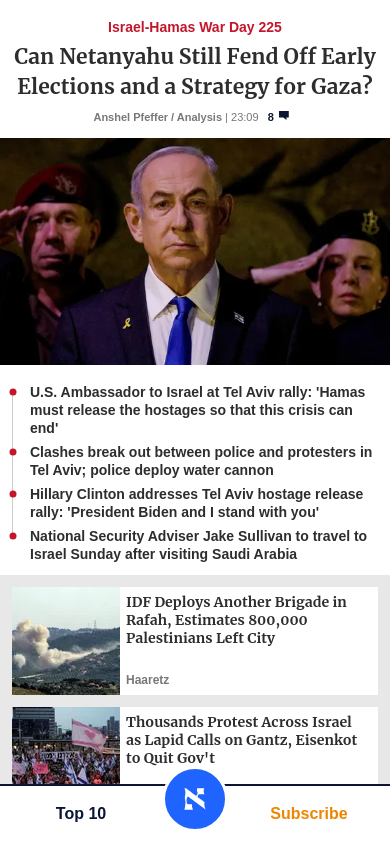 Israel-Hamas War Day 225
Can Netanyahu Still Fend Off Early
Elections and a Strategy for Gaza?
Anshel Pfeffer / Analysis | 23:09 8
U.S. Ambassador to Israel at Tel Aviv rally: 'Hamas
must release the hostages so that this crisis can
end'
Clashes break out between police and protesters in
Tel Aviv; police deploy water cannon
Hillary Clinton addresses Tel Aviv hostage release
rally: 'President Biden and I stand with you'
National Security Adviser Jake Sullivan to travel to
Israel Sunday after visiting Saudi Arabia
IDF Deploys Another Brigade in
Rafah, Estimates 800,000
Palestinians Left City
Haaretz
Thousands Protest Across Israel
as Lapid Calls on Gantz, Eisenkot
to Quit Gov't
Top 10
א
Subscribe